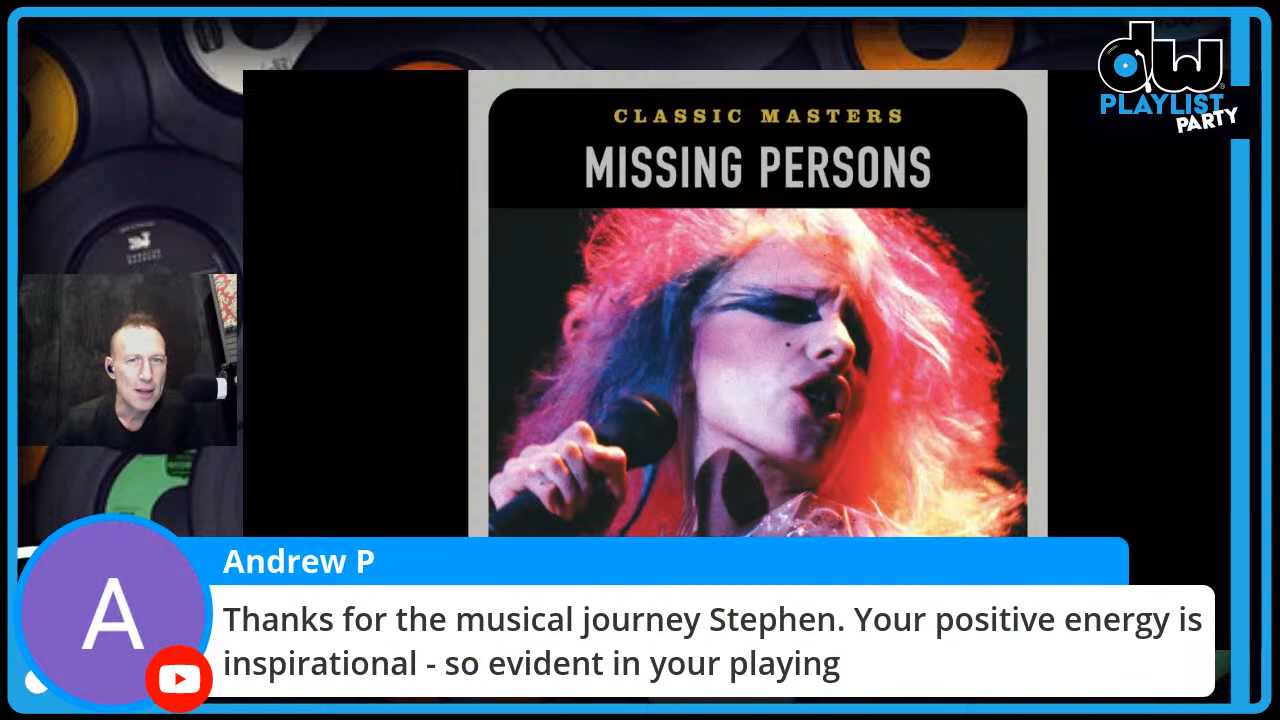 dw
PLAYLIST
PARTY
CLASSIC MASTERS
MISSING PERSONS
A
Andrew P
Thanks for the musical journey Stephen. Your positive energy is
inspirational - so evident in your playing